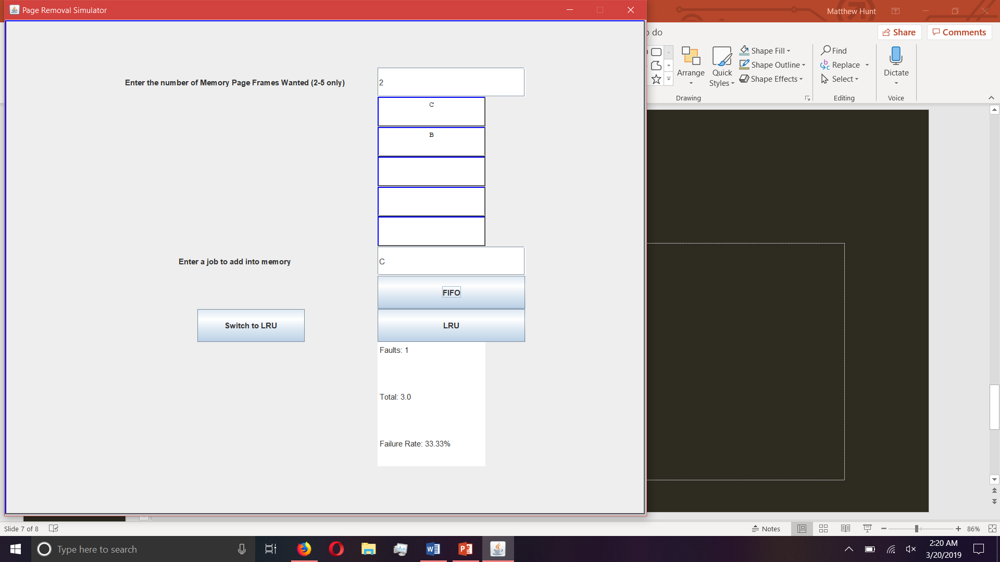 Page Removal Simulator
Matthew Hunt
do
Share
Comments
Enter the number of Memory Page Frames Wanted (2-5 only)
2
C
B
Enter a job to add into memory
C
FIFO
Switch to LRU
LRU
Faults: 1
Total: 3.0
Failure Rate: 33.33%
Arrange
Quick
Styles
Shape Fill
Shape Outline
Shape Effects
Drawing
Find
Replace
Select
Editing
Dictate
Voice
Slide 7 of 8
Notes
86%
Type here to search
2:20 AM
3/20/2019